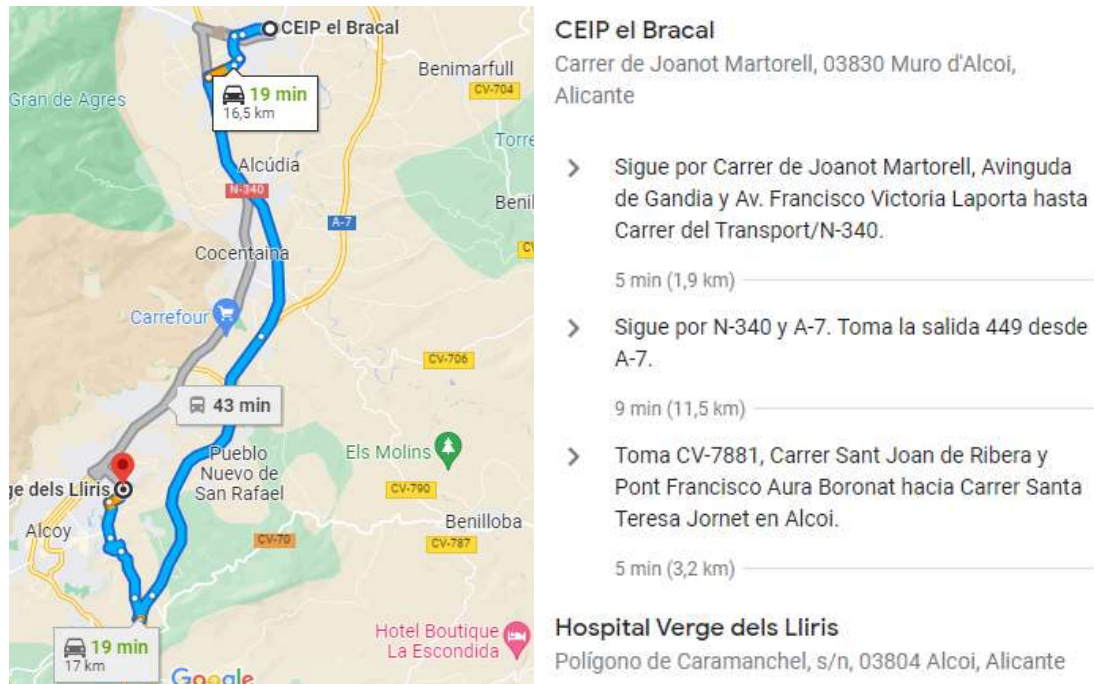 CEIP el Bracal
Benimarfull
CV-704
19 min
16,5 km
Gran de Agres
Torre
Alcúdia
N-340
Benil
A-7
Cocentaina
Carrefour
CV-706
43 min
Pueblo
Nuevo de
San Rafael
Els Molins
ge dels Lliris
CV-790
Alcoy
Benilloba
CV-70
CV-787
19 min
17 km
Hotel Boutique
La Escondida
Google
CEIP el Bracal
Carrer de Joanot Martorell, 03830 Muro d'Alcoi,
Alicante
Sigue por Carrer de Joanot Martorell, Avinguda
de Gandia y Av. Francisco Victoria Laporta hasta
Carrer del Transport/N-340.
5 min (1,9 km)
Sigue por N-340 y A-7. Toma la salida 449 desde
A-7.
9 min (11,5 km)
Toma CV-7881, Carrer Sant Joan de Ribera y
Pont Francisco Aura Boronat hacia Carrer Santa
Teresa Jornet en Alcoi.
5 min (3,2 km)
Hospital Verge dels Lliris
Polígono de Caramanchel, s/n, 03804 Alcoi, Alicante